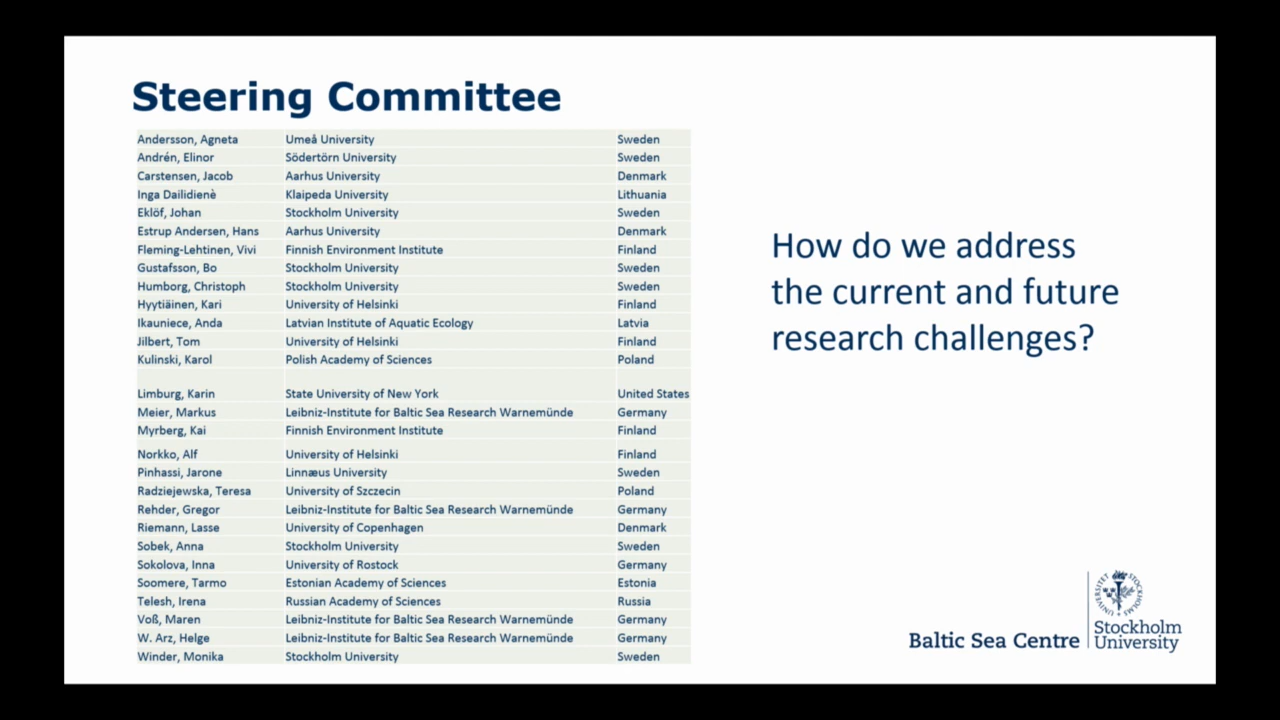 Steering Committee
Andersson, Agneta Umeå University Sweden
Andrén, Elinor Södertörn University Sweden
Carstensen, Jacob Aarhus University Denmark
Inga Dailidienè Klaipeda University Lithuania
Eklöf, Johan Stockholm University Sweden
Estrup Andersen, Hans Aarhus University Denmark
Fleming-Lehtinen, Vivi Finnish Environment Institute Finland
Gustafsson, Bo Stockholm University Sweden
Humborg, Christoph Stockholm University Sweden
Hyytiäinen, Kari University of Helsinki Finland
Ikauniece, Anda Latvian Institute of Aquatic Ecology Latvia
Jilbert, Tom University of Helsinki Finland
Kulinski, Karol Polish Academy of Sciences Poland
Limburg, Karin State University of New York United States
Meier, Markus Leibniz-Institute for Baltic Sea Research Warnemünde Germany
Myrberg, Kai Finnish Environment Institute Finland
Norkko, Alf University of Helsinki Finland
Pinhassi, Jarone Linnæus University Sweden
Radziejewska, Teresa University of Szczecin Poland
Rehder, Gregor Leibniz-Institute for Baltic Sea Research Warnemünde Germany
Riemann, Lasse University of Copenhagen Denmark
Sobek, Anna Stockholm University Sweden
Sokolova, Inna University of Rostock Germany
Soomere, Tarmo Estonian Academy of Sciences Estonia
Telesh, Irena Russian Academy of Sciences Russia
Voß, Maren Leibniz-Institute for Baltic Sea Research Warnemünde Germany
W. Arz, Helge Leibniz-Institute for Baltic Sea Research Warnemünde Germany
Winder, Monika Stockholm University Sweden
How do we address
the current and future
research challenges?
Baltic Sea Centre
Stockholm
University